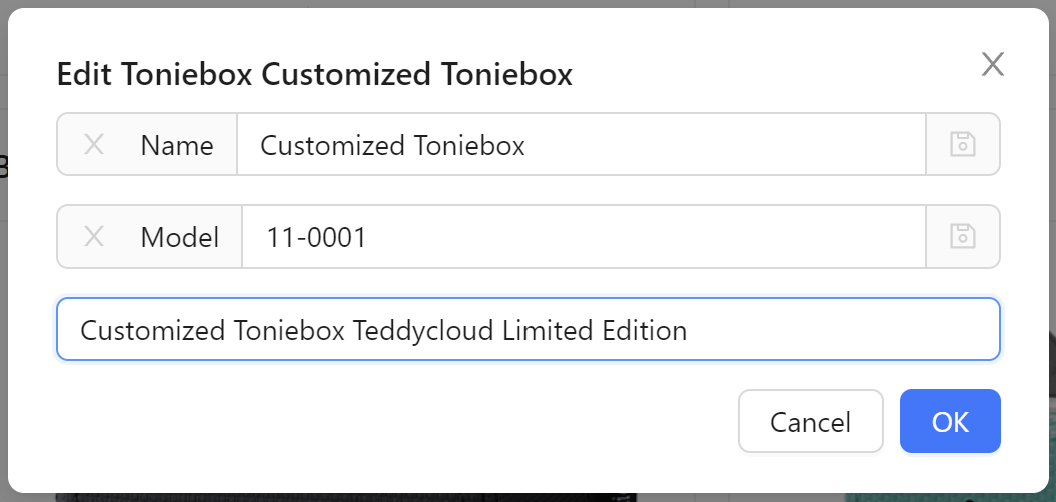 Edit Toniebox Customized Toniebox
Name Customized Toniebox
Model 11-0001
Customized Toniebox Teddycloud Limited Edition
Cancel OK